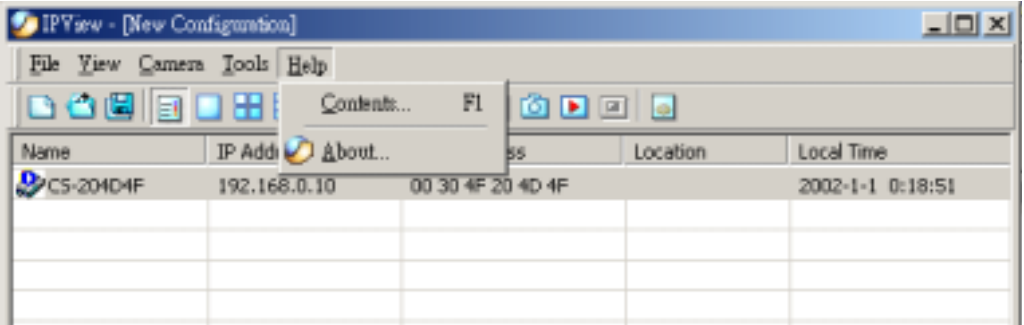 IPView - [New Configuration]
File View Camera Tools Help
Contents... F1
About...
Name IP Addr ss Location Local Time
CS-204D4F 192.168.0.10 00 30 4F 20 4D 4F 2002-1-1 0:18:51